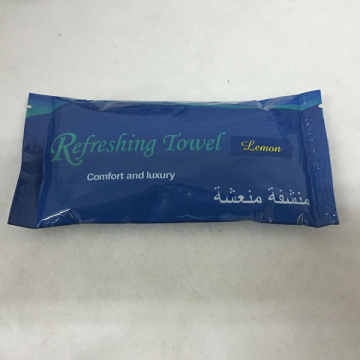 Refreshing Towel
Lemon
Comfort and luxury
منشفة منعشة